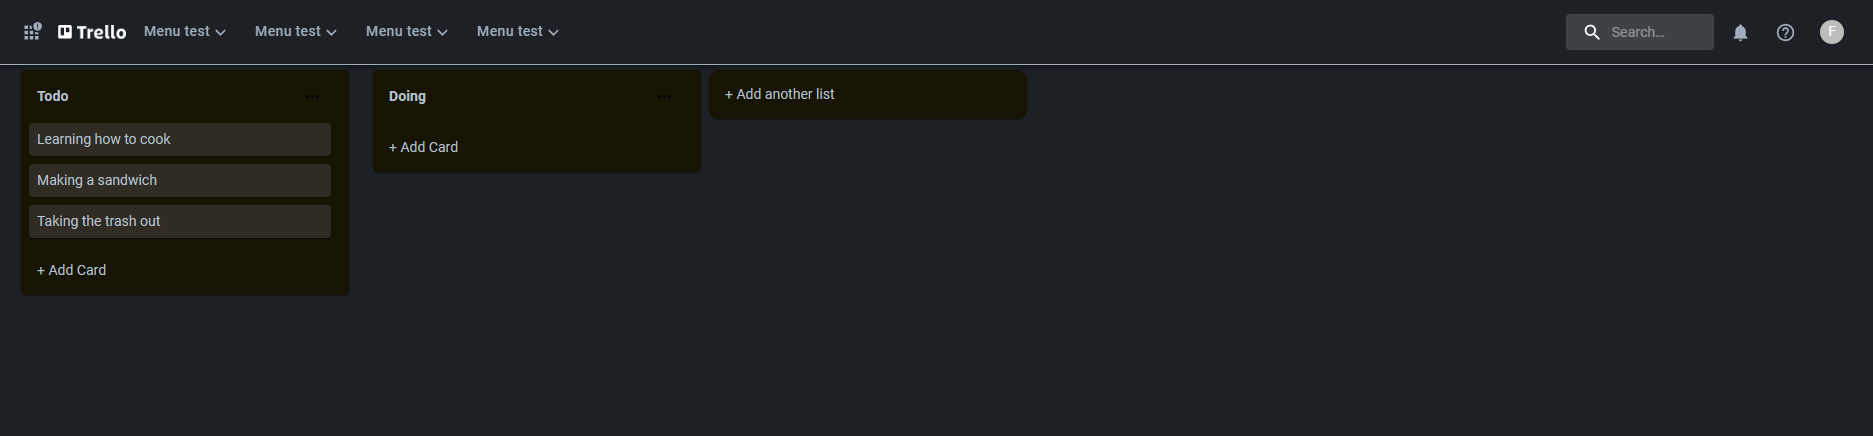 Trello Menu test Menu test Menu test Menu test Search... F
Todo ...
Learning how to cook
Making a sandwich
Taking the trash out
+ Add Card
Doing ...
+ Add Card
+ Add another list